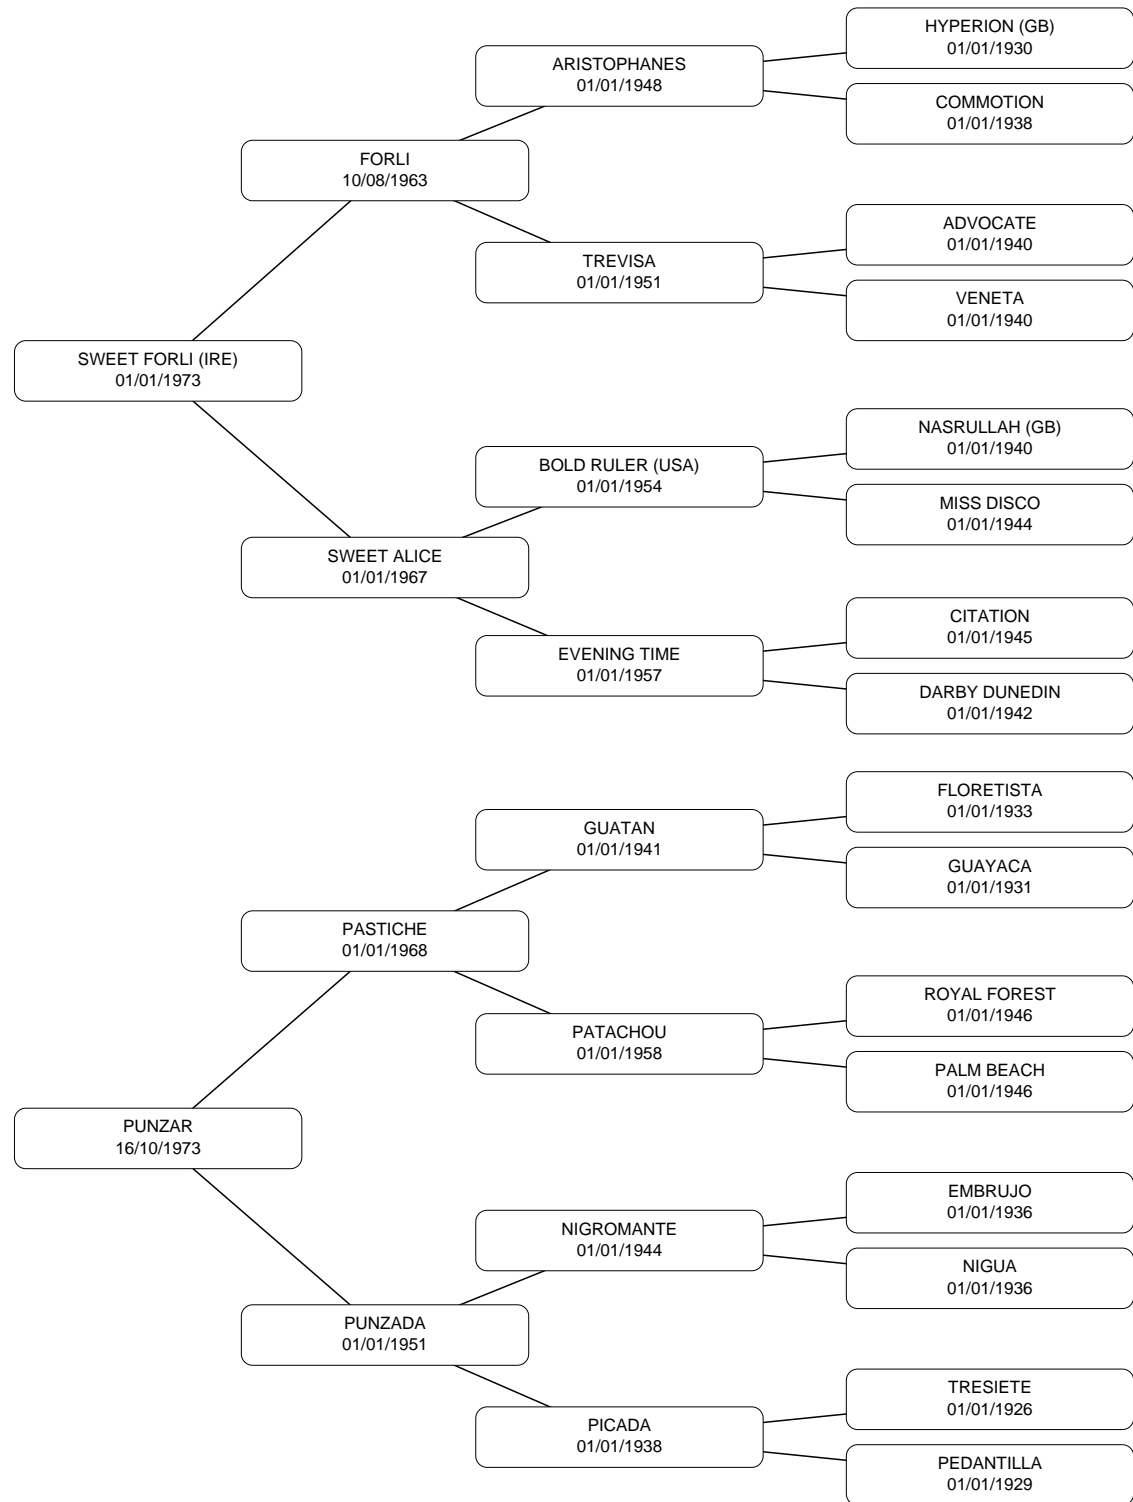 HYPERION (GB)
01/01/1930
ARISTOPHANES
01/01/1948
COMMOTION
01/01/1938
FORLI
10/08/1963
ADVOCATE
01/01/1940
TREVISA
01/01/1951
VENETA
01/01/1940
SWEET FORLI (IRE)
01/01/1973
NASRULLAH (GB)
01/01/1940
BOLD RULER (USA)
01/01/1954
MISS DISCO
01/01/1944
SWEET ALICE
01/01/1967
CITATION
01/01/1945
EVENING TIME
01/01/1957
DARBY DUNEDIN
01/01/1942
FLORETISTA
01/01/1933
GUATAN
01/01/1941
GUAYACA
01/01/1931
PASTICHE
01/01/1968
ROYAL FOREST
01/01/1946
PATACHOU
01/01/1958
PALM BEACH
01/01/1946
PUNZAR
16/10/1973
EMBRUJO
01/01/1936
NIGROMANTE
01/01/1944
NIGUA
01/01/1936
PUNZADA
01/01/1951
TRESIETE
01/01/1926
PICADA
01/01/1938
PEDANTILLA
01/01/1929